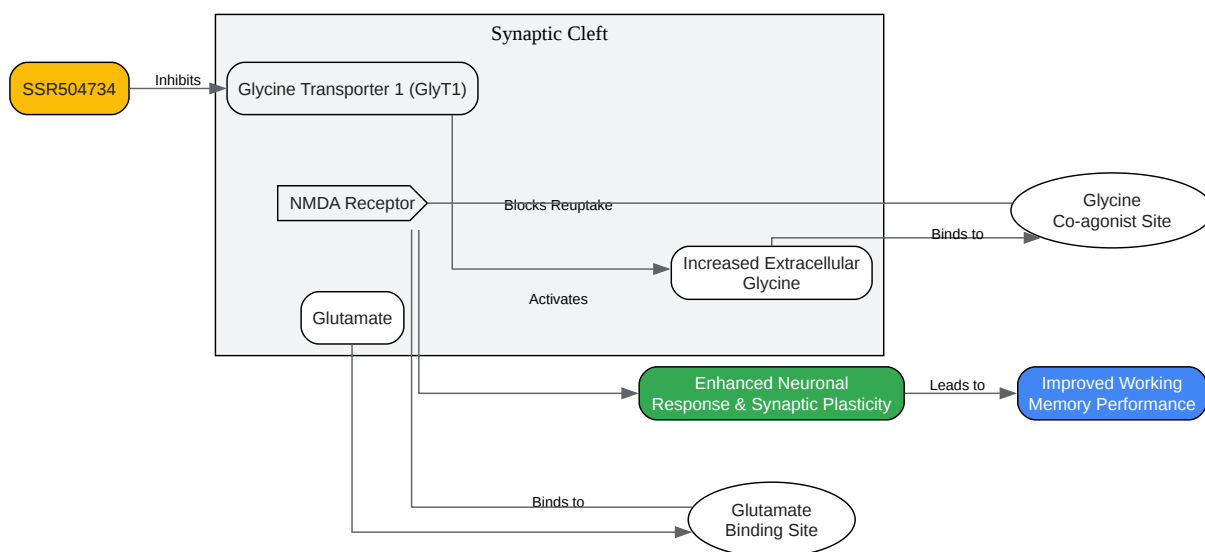 Synaptic Cleft
SSR504734
Inhibits
Glycine Transporter 1 (GlyT1)
NMDA Receptor
Blocks Reuptake
Glycine
Co-agonist Site
Binds to
Increased Extracellular
Glycine
Activates
Glutamate
Enhanced Neuronal
Response & Synaptic Plasticity
Leads to
Improved Working
Memory Performance
Binds to
Glutamate
Binding Site